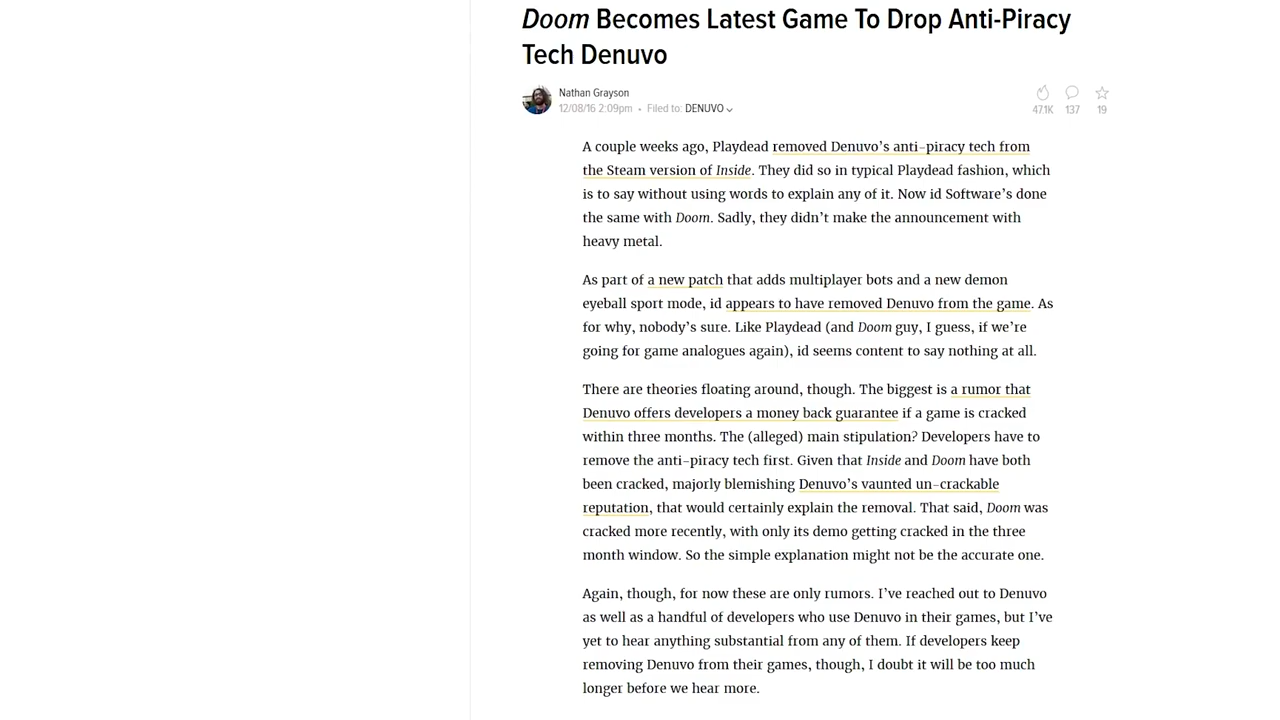 Doom Becomes Latest Game To Drop Anti-Piracy
Tech Denuvo
Nathan Grayson
12/08/16 2:09pm • Filed to: DENUVO
47.1K 137 19
A couple weeks ago, Playdead removed Denuvo's anti-piracy tech from
the Steam version of Inside. They did so in typical Playdead fashion, which
is to say without using words to explain any of it. Now id Software's done
the same with Doom. Sadly, they didn't make the announcement with
heavy metal.
As part of a new patch that adds multiplayer bots and a new demon
eyeball sport mode, id appears to have removed Denuvo from the game. As
for why, nobody's sure. Like Playdead (and Doom guy, I guess, if we're
going for game analogues again), id seems content to say nothing at all.
There are theories floating around, though. The biggest is a rumor that
Denuvo offers developers a money back guarantee if a game is cracked
within three months. The (alleged) main stipulation? Developers have to
remove the anti-piracy tech first. Given that Inside and Doom have both
been cracked, majorly blemishing Denuvo's vaunted un-crackable
reputation, that would certainly explain the removal. That said, Doom was
cracked more recently, with only its demo getting cracked in the three
month window. So the simple explanation might not be the accurate one.
Again, though, for now these are only rumors. I've reached out to Denuvo
as well as a handful of developers who use Denuvo in their games, but I've
yet to hear anything substantial from any of them. If developers keep
removing Denuvo from their games, though, I doubt it will be too much
longer before we hear more.